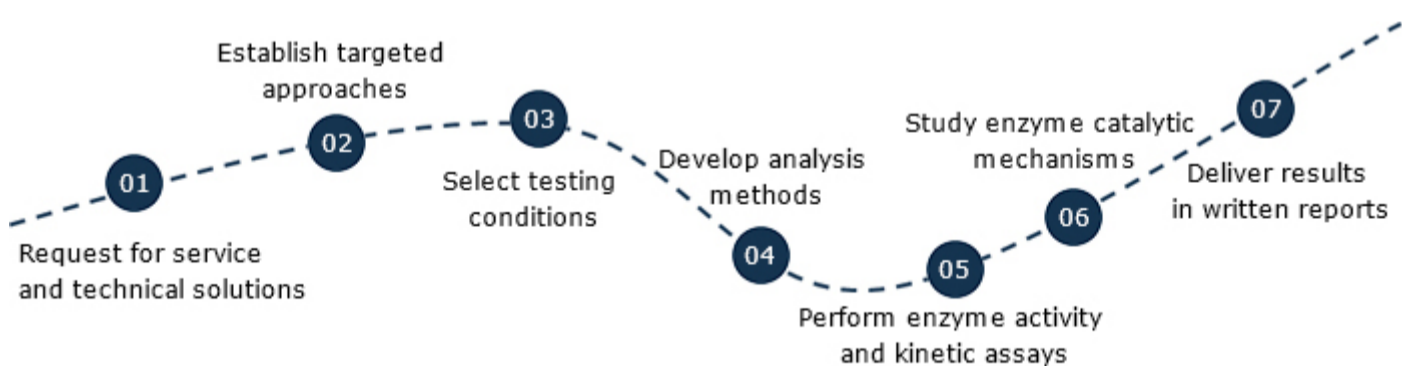 01
Request for service
and technical solutions
02
Establish targeted
approaches
03
Select testing
conditions
04
Develop analysis
methods
05
Perform enzyme activity
and kinetic assays
06
Study enzyme catalytic
mechanisms
07
Deliver results
in written reports